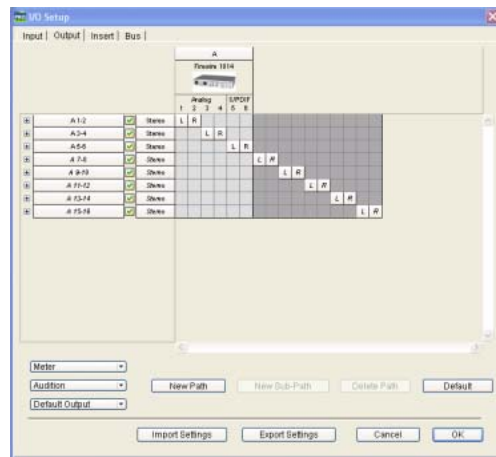 I/O Setup
Input | Output | Insert | Bus |
A
Firewire 1814
Analog S/PDIF
1 2 3 4 5 6
A 1-2 Stereo L R
A 3-4 Stereo L R
A 5-6 Stereo L R
A 7-8 Stereo L R
A 9-10 Stereo L R
A 11-12 Stereo L R
A 13-14 Stereo L R
A 15-16 Stereo L R
Meter
Audition New Path New Sub-Path Delete Path Default
Default Output
Import Settings Export Settings Cancel OK